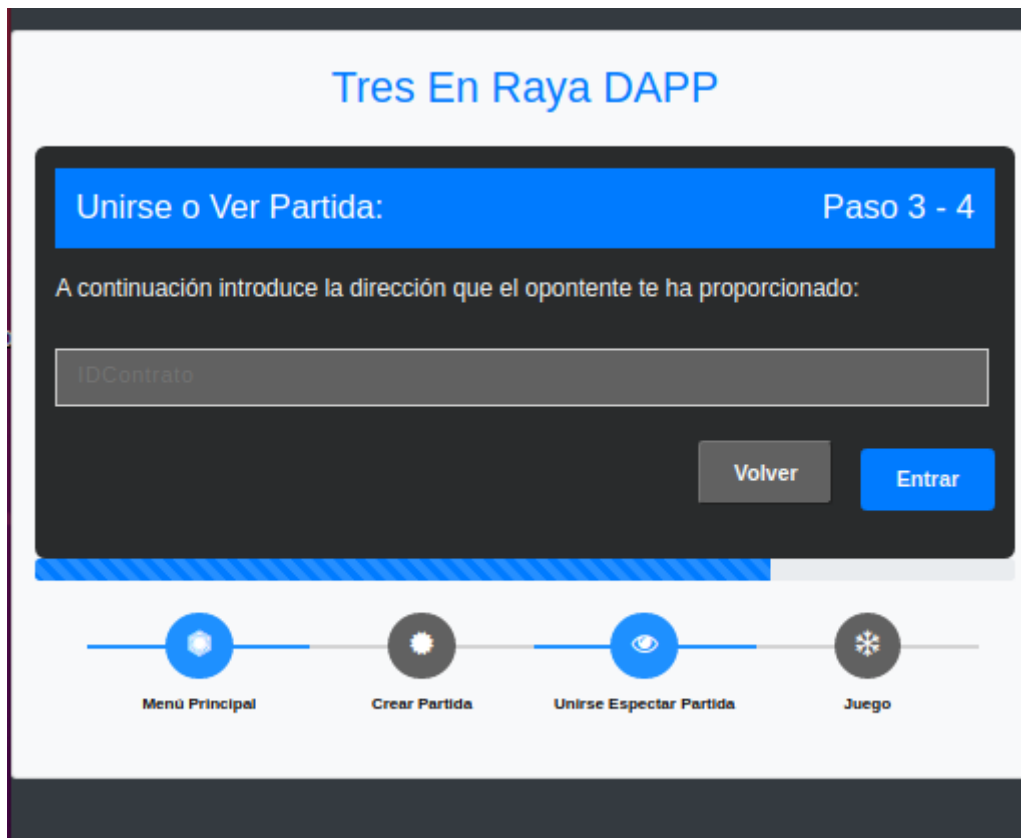 Tres En Raya DAPP
Unirse o Ver Partida: Paso 3 - 4
A continuación introduce la dirección que el opontente te ha proporcionado:
IDContrato
Volver Entrar
Menú Principal Crear Partida Unirse Espectar Partida Juego